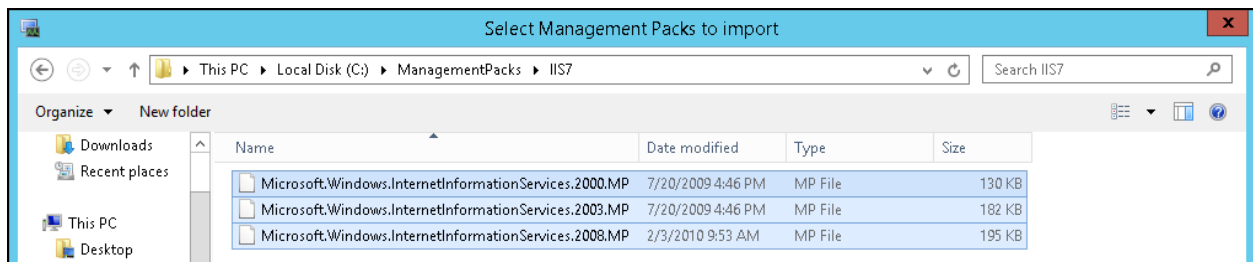 Select Management Packs to import
x
This PC Local Disk (C:) ManagementPacks IIS7 Search IIS7
Organize New folder
Downloads Name Date modified Type Size
Recent places Microsoft.Windows.InternetInformationServices.2000.MP 7/20/2009 4:46 PM MP File 130 KB
Microsoft.Windows.InternetInformationServices.2003.MP 7/20/2009 4:46 PM MP File 182 KB
This PC
Microsoft.Windows.InternetInformationServices.2008.MP 2/3/2010 9:53 AM MP File 195 KB
Desktop